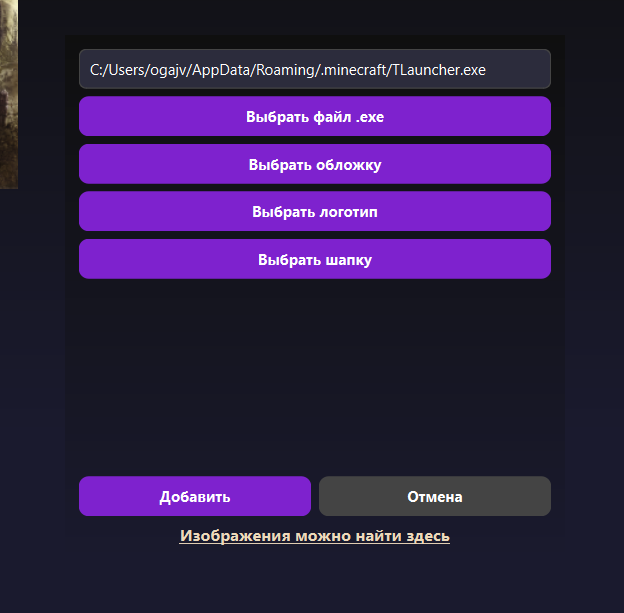 C:/Users/ogajv/AppData/Roaming/.minecraft/TLauncher.exe
Выбрать файл .exe
Выбрать обложку
Выбрать логотип
Выбрать шапку
Добавить
Отмена
Изображения можно найти здесь